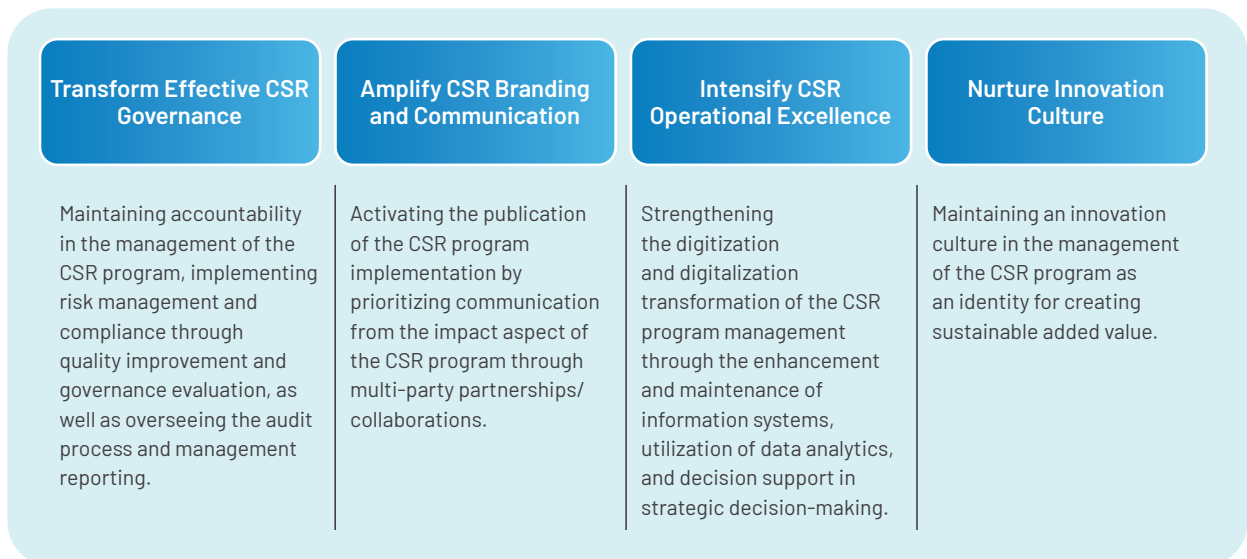 Transform Effective CSR
Governance
Maintaining accountability
in the management of the
CSR program, implementing
risk management and
compliance through
quality improvement and
governance evaluation, as
well as overseeing the audit
process and management
reporting.
Amplify CSR Branding
and Communication
Activating the publication
of the CSR program
implementation by
prioritizing communication
from the impact aspect of
the CSR program through
multi-party partnerships/
collaborations.
Intensify CSR
Operational Excellence
Strengthening
the digitization
and digitalization
transformation of the CSR
program management
through the enhancement
and maintenance of
information systems,
utilization of data analytics,
and decision support in
strategic decision-making.
Nurture Innovation
Culture
Maintaining an innovation
culture in the management
of the CSR program as
an identity for creating
sustainable added value.